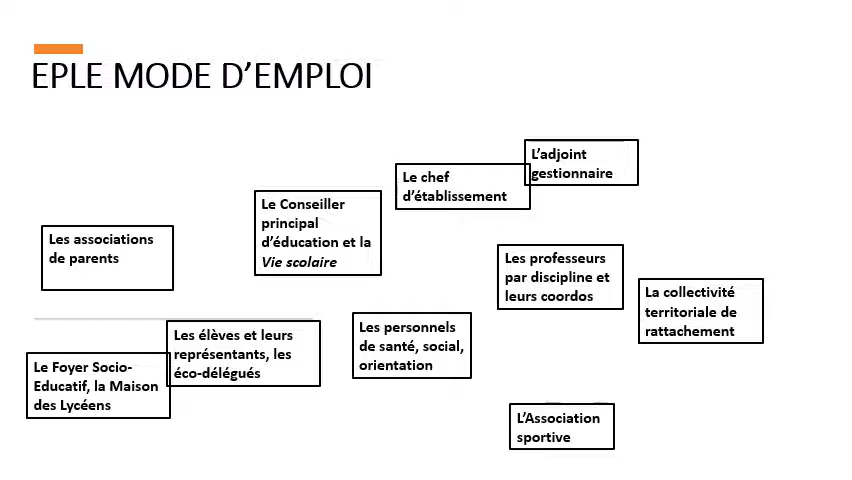 EPLE MODE D’EMPLOI
L’adjoint
gestionnaire
Le chef
d’établissement
Le Conseiller
principal
d’éducation et la
Vie scolaire
Les associations
de parents
Les professeurs
par discipline et
leurs coordos
La collectivité
territoriale de
rattachement
Les élèves et leurs
représentants, les
éco-délégués
Les personnels
de santé, social,
orientation
Le Foyer Socio-
Educatif, la Maison
des Lycéens
L’Association
sportive